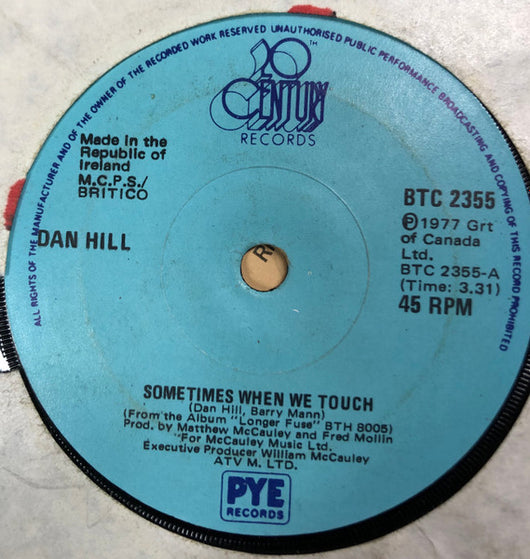 ALL RIGHTS OF THE MANUFACTURER AND OF THE OWNER OF THE RECORDED WORK RESERVED UNAUTHORISED PUBLIC PERFORMANCE BROADCASTING AND COPYING OF THIS RECORD PROHIBITED
20
TM
CENTURY
RECORDS
Made in the
Republic of
Ireland
M.C.P.S./
BRITICO
DAN HILL
BTC 2355
℗1977 Grt
of Canada
Ltd.
BTC 2355-A
(Time: 3.31)
45 RPM
SOMETIMES WHEN WE TOUCH
(Dan Hill, Barry Mann)
(From the Album "Longer Fuse" BTH 8005)
Prod. by Matthew McCauley and Fred Mollin
"For McCauley Music Ltd.
Executive Producer William McCauley
ATV M. LTD.
PYE
RECORDS